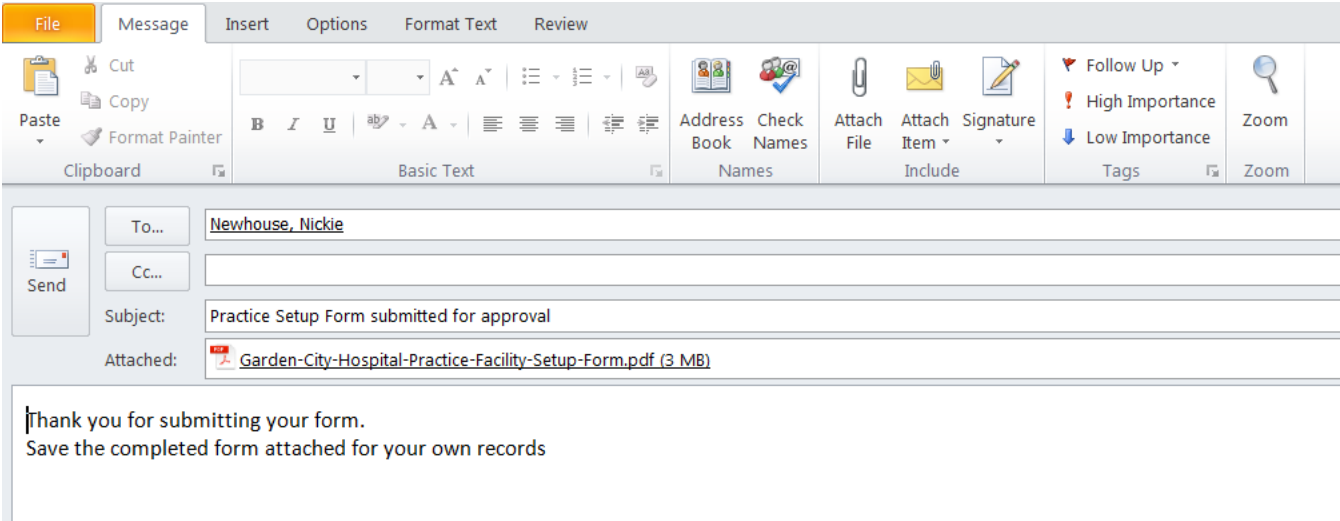 File Message Insert Options Format Text Review
Cut
Copy
Format Painter
Paste
Clipboard
B I U ab A
A A
AB
Basic Text
Address Book
Check Names
Names
Attach File
Attach Item
Signature
Include
Follow Up
High Importance
Low Importance
Tags
Zoom
Zoom
Send
To... Newhouse, Nickie
Cc...
Subject: Practice Setup Form submitted for approval
Attached: PDF Garden-City-Hospital-Practice-Facility-Setup-Form.pdf (3 MB)
Thank you for submitting your form.
Save the completed form attached for your own records